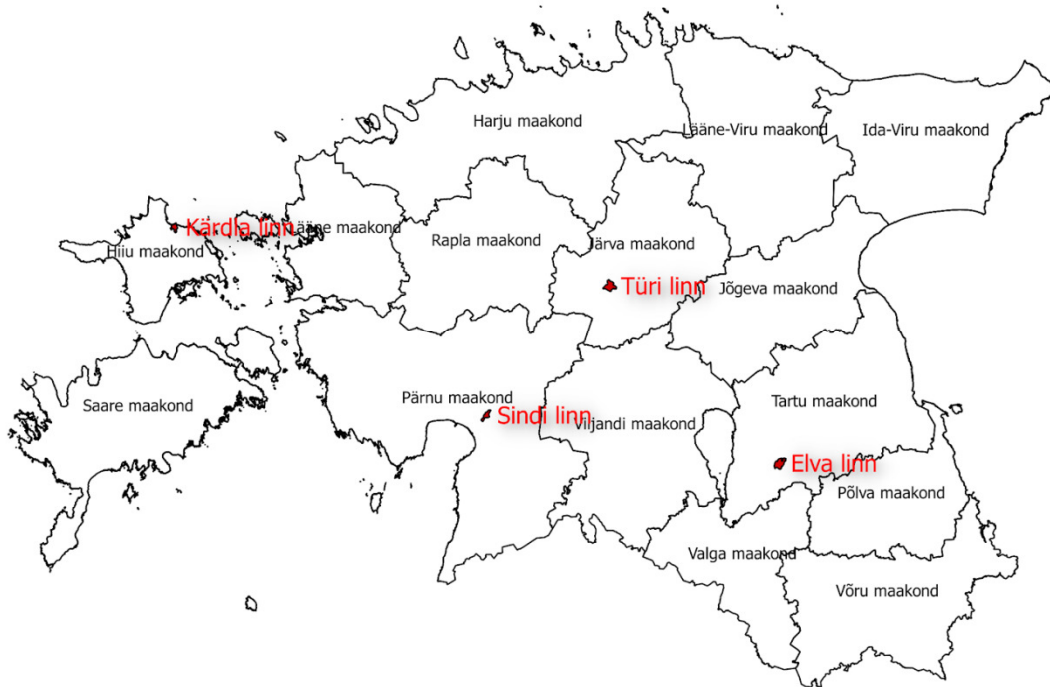 Harju maakond
Lääne-Viru maakond
Ida-Viru maakond
Kärdla linn
Lääne maakond
Hiiu maakond
Rapla maakond
Järva maakond
Türi linn
Jõgeva maakond
Saare maakond
Pärnu maakond
Sindi linn
Viljandi maakond
Tartu maakond
Elva linn
Põlva maakond
Valga maakond
Võru maakond